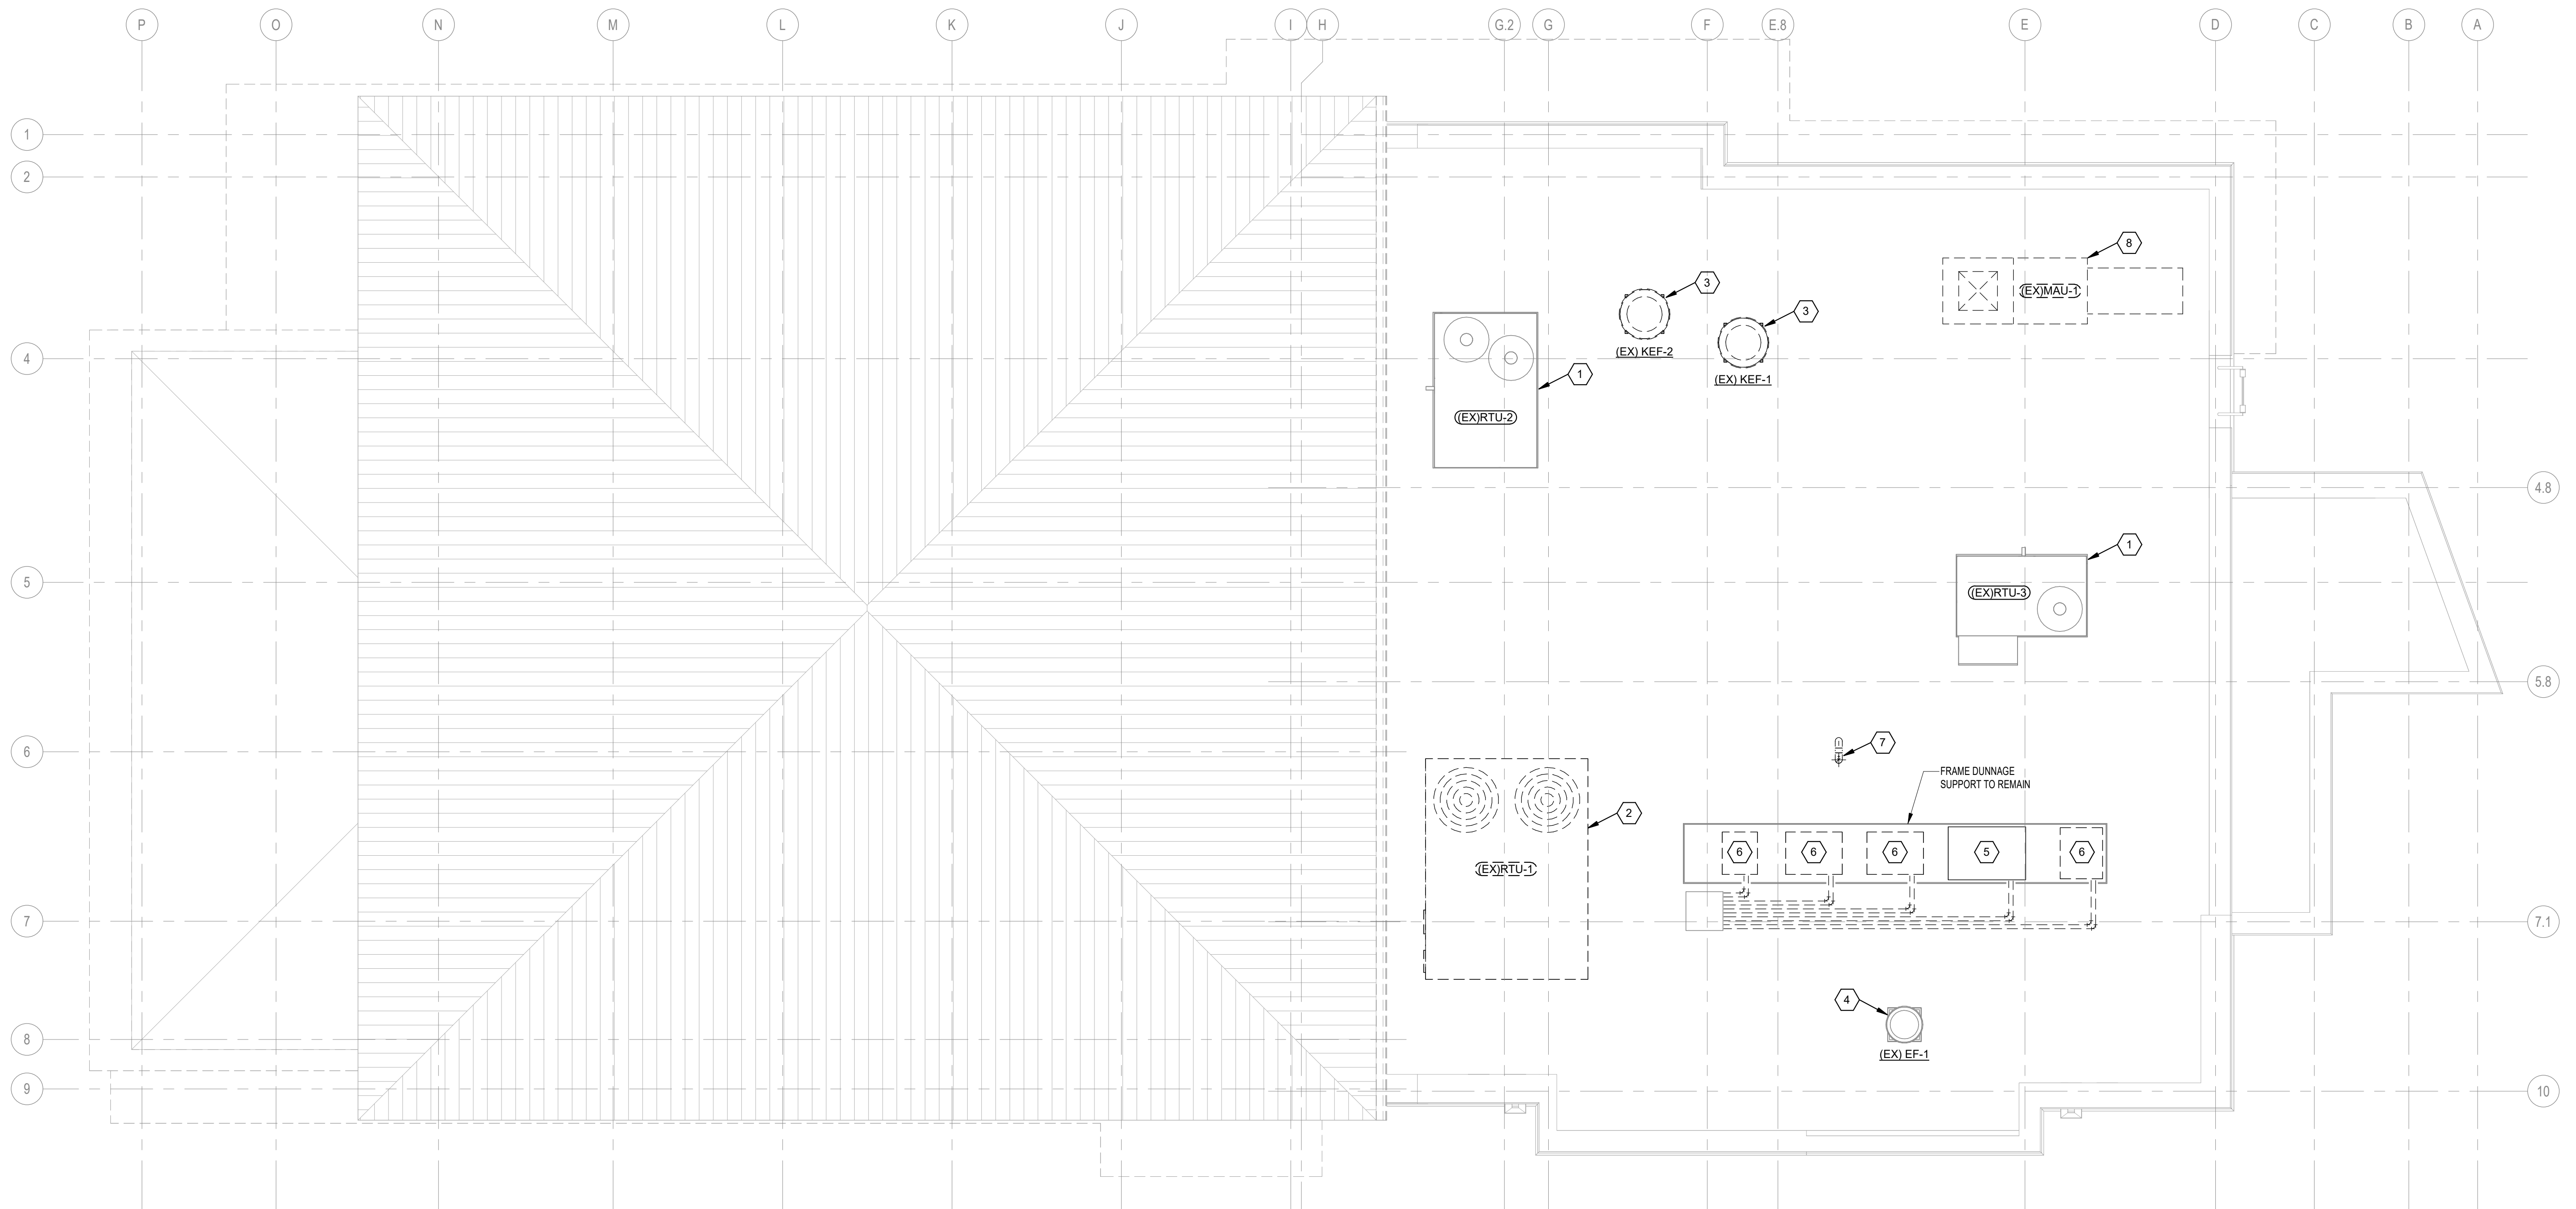 P O N M L K J I H G.2 G F E.8 E D C B A
1
2
8
3
(EX)MAU-1
3
(EX) KEF-2
4
1
(EX) KEF-1
(EX)RTU-2
4.8
1
5
(EX)RTU-3
5.8
7
6
FRAME DUNNAGE
SUPPORT TO REMAIN
2
6 6 6 5 6
(EX)RTU-1
7
7.1
4
8
(EX) EF-1
9
10